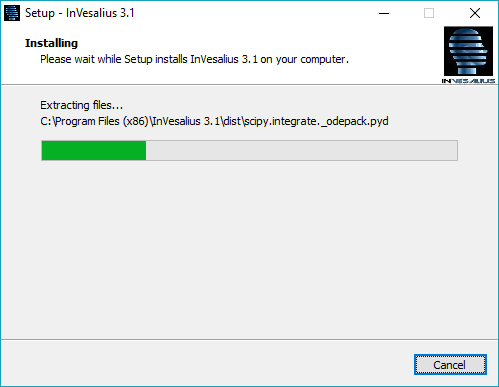 Setup - InVesalius 3.1
Installing
Please wait while Setup installs InVesalius 3.1 on your computer.
INVESALIUS
Extracting files...
C:\Program Files (x86)\InVesalius 3.1\dist\scipy.integrate._odepack.pyd
Cancel